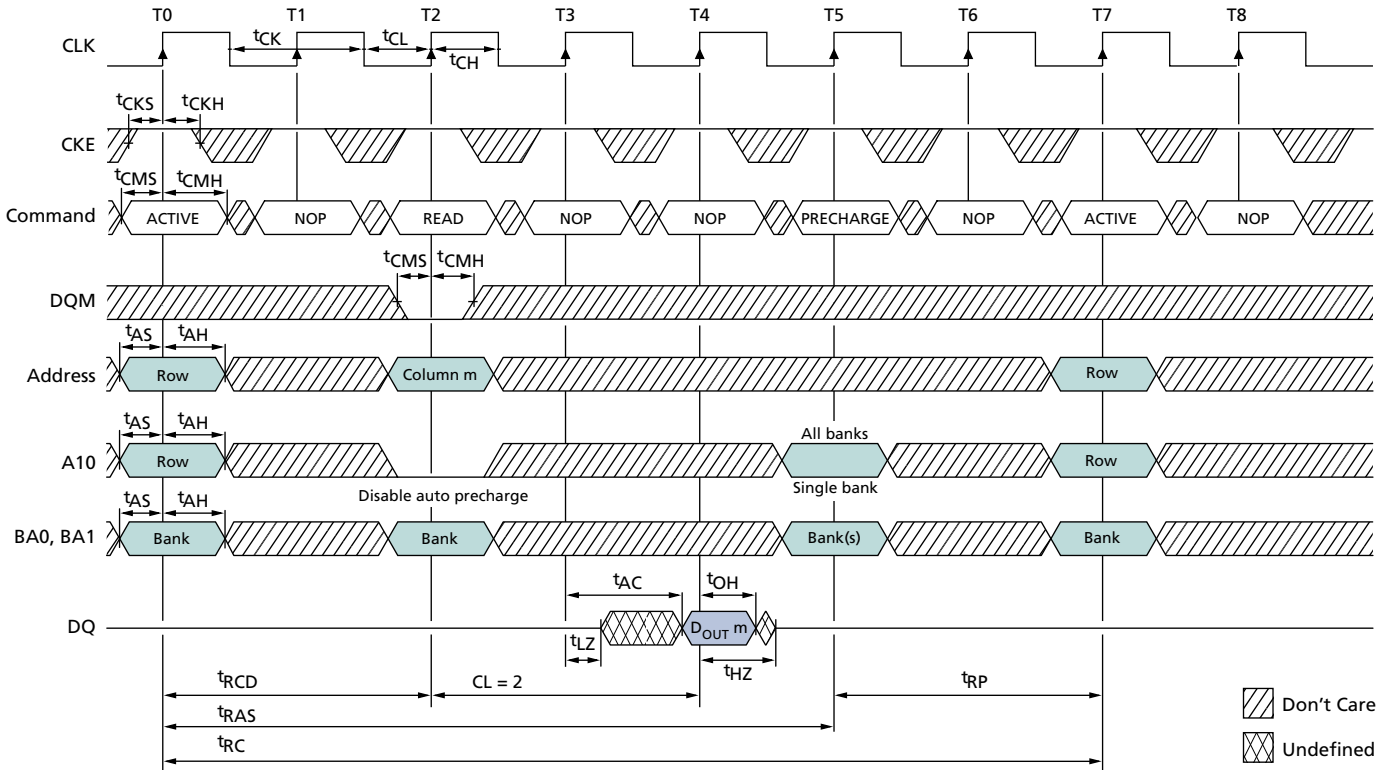 T0 T1 T2 T3 T4 T5 T6 T7 T8
CLK
tCK tCL
tCH
tCKS tCKH
CKE
tCMS tCMH
Command ACTIVE NOP READ NOP NOP PRECHARGE NOP ACTIVE NOP
tCMS tCMH
DQM
tAS tAH
Address Row Column m Row
tAS tAH
All banks
A10 Row Row
Disable auto precharge Single bank
tAS tAH
BA0, BA1 Bank Bank Bank(s) Bank
tAC tOH
DQ DOUT m
tLZ tHZ
tRCD CL = 2 tRP
tRAS
Don't Care
tRC
Undefined